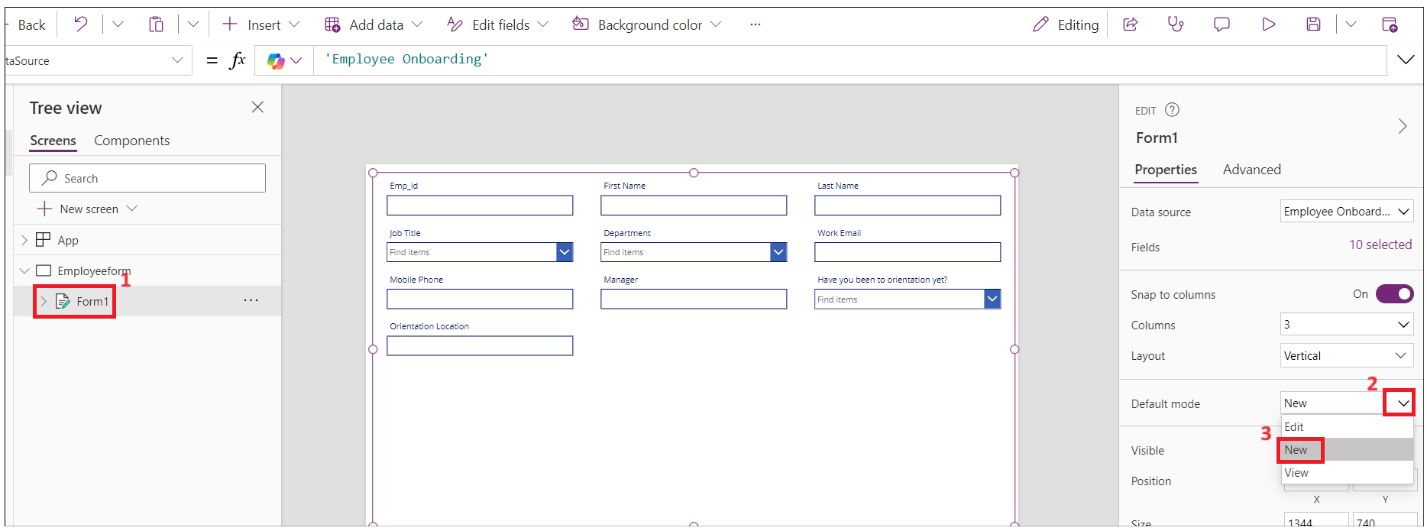 Back Insert Add data Edit fields Background color ... Editing
taSource = fx 'Employee Onboarding'
Tree view
Screens Components
Search
New screen
App
Employeeform
1
Form1 ...
Emp_Id First Name Last Name
Job Title Department Work Email
Find items Find items
Mobile Phone Manager Have you been to orientation yet?
Find items
Orientation Location
EDIT ?
Form1
Properties Advanced
Data source Employee Onboard...
Fields 10 selected
Snap to columns On
Columns 3
Layout Vertical
2
Default mode New
Edit
3
Visible New
View
Position
X Y
Size 1344 740